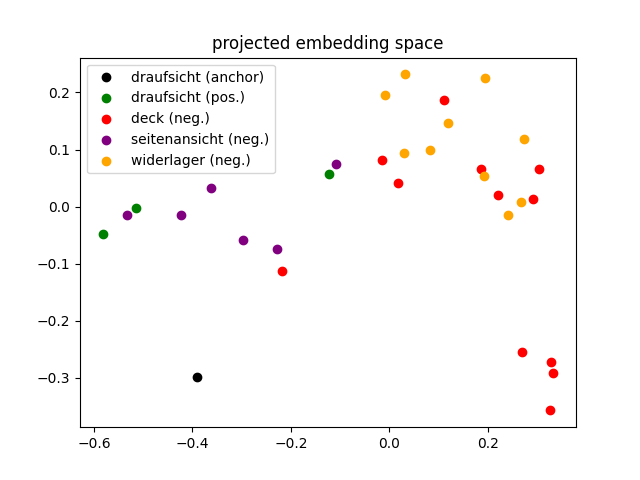 projected embedding space
draufsicht (anchor)
draufsicht (pos.)
deck (neg.)
seitenansicht (neg.)
widerlager (neg.)
0.2
0.1
0.0
−0.1
−0.2
−0.3
−0.6
−0.4
−0.2
0.0
0.2